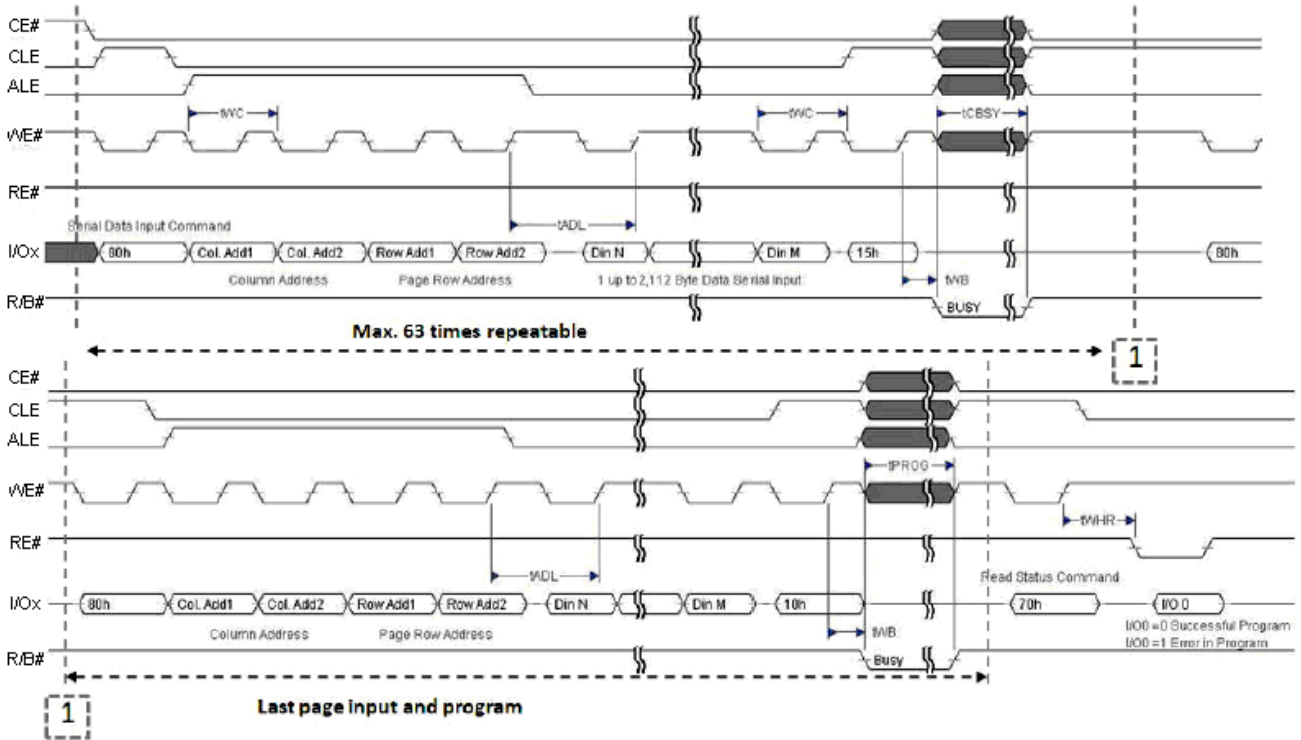 CE#
CLE
ALE
tWC
tWC
tCBSY
WE#
RE#
tADL
Serial Data Input Command
I/Ox
80h
Col. Add1
Col. Add2
Row Add1
Row Add2
Din N
Din M
15h
80h
Column Address
Page Row Address
1 up to 2,112 Byte Data Serial Input
tWB
R/B#
BUSY
Max. 63 times repeatable
1
CE#
CLE
ALE
tPROG
WE#
tWHR
RE#
tADL
Read Status Command
I/Ox
80h
Col. Add1
Col. Add2
Row Add1
Row Add2
Din N
Din M
10h
70h
I/O 0
Column Address
Page Row Address
tWB
I/O0 =0 Successful Program
I/O0 =1 Error in Program
R/B#
Busy
1
Last page input and program